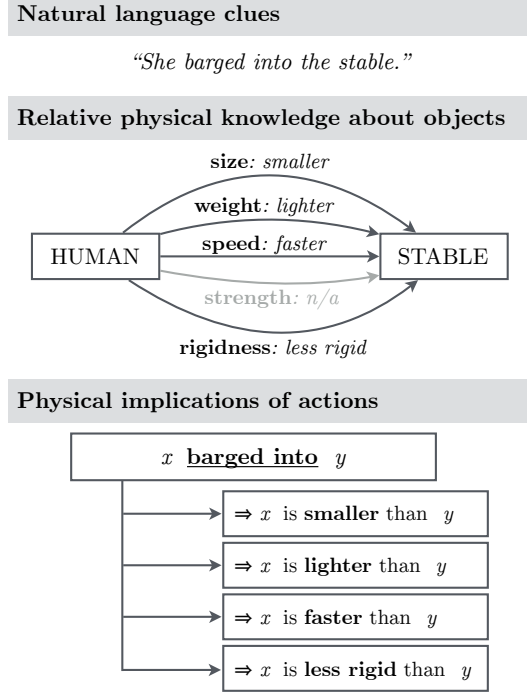 Natural language clues
“She barged into the stable.”
Relative physical knowledge about objects
size: smaller
weight: lighter
speed: faster
HUMAN
STABLE
strength: n/a
rigidness: less rigid
Physical implications of actions
x barged into y
⇒ x is smaller than y
⇒ x is lighter than y
⇒ x is faster than y
⇒ x is less rigid than y